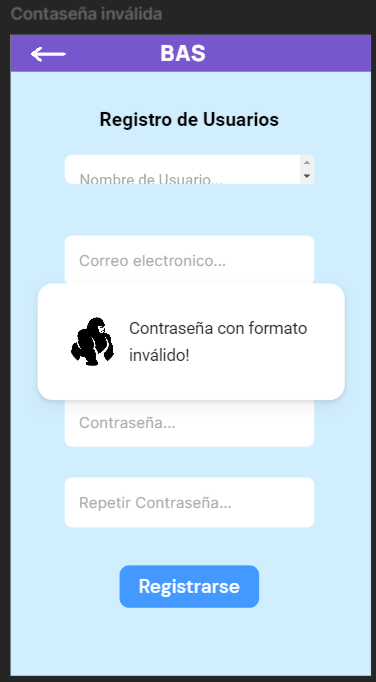 Contaseña inválida
BAS
Registro de Usuarios
Nombre de Usuario...
Correo electronico...
Contraseña con formato
inválido!
Contraseña...
Repetir Contraseña...
Registrarse